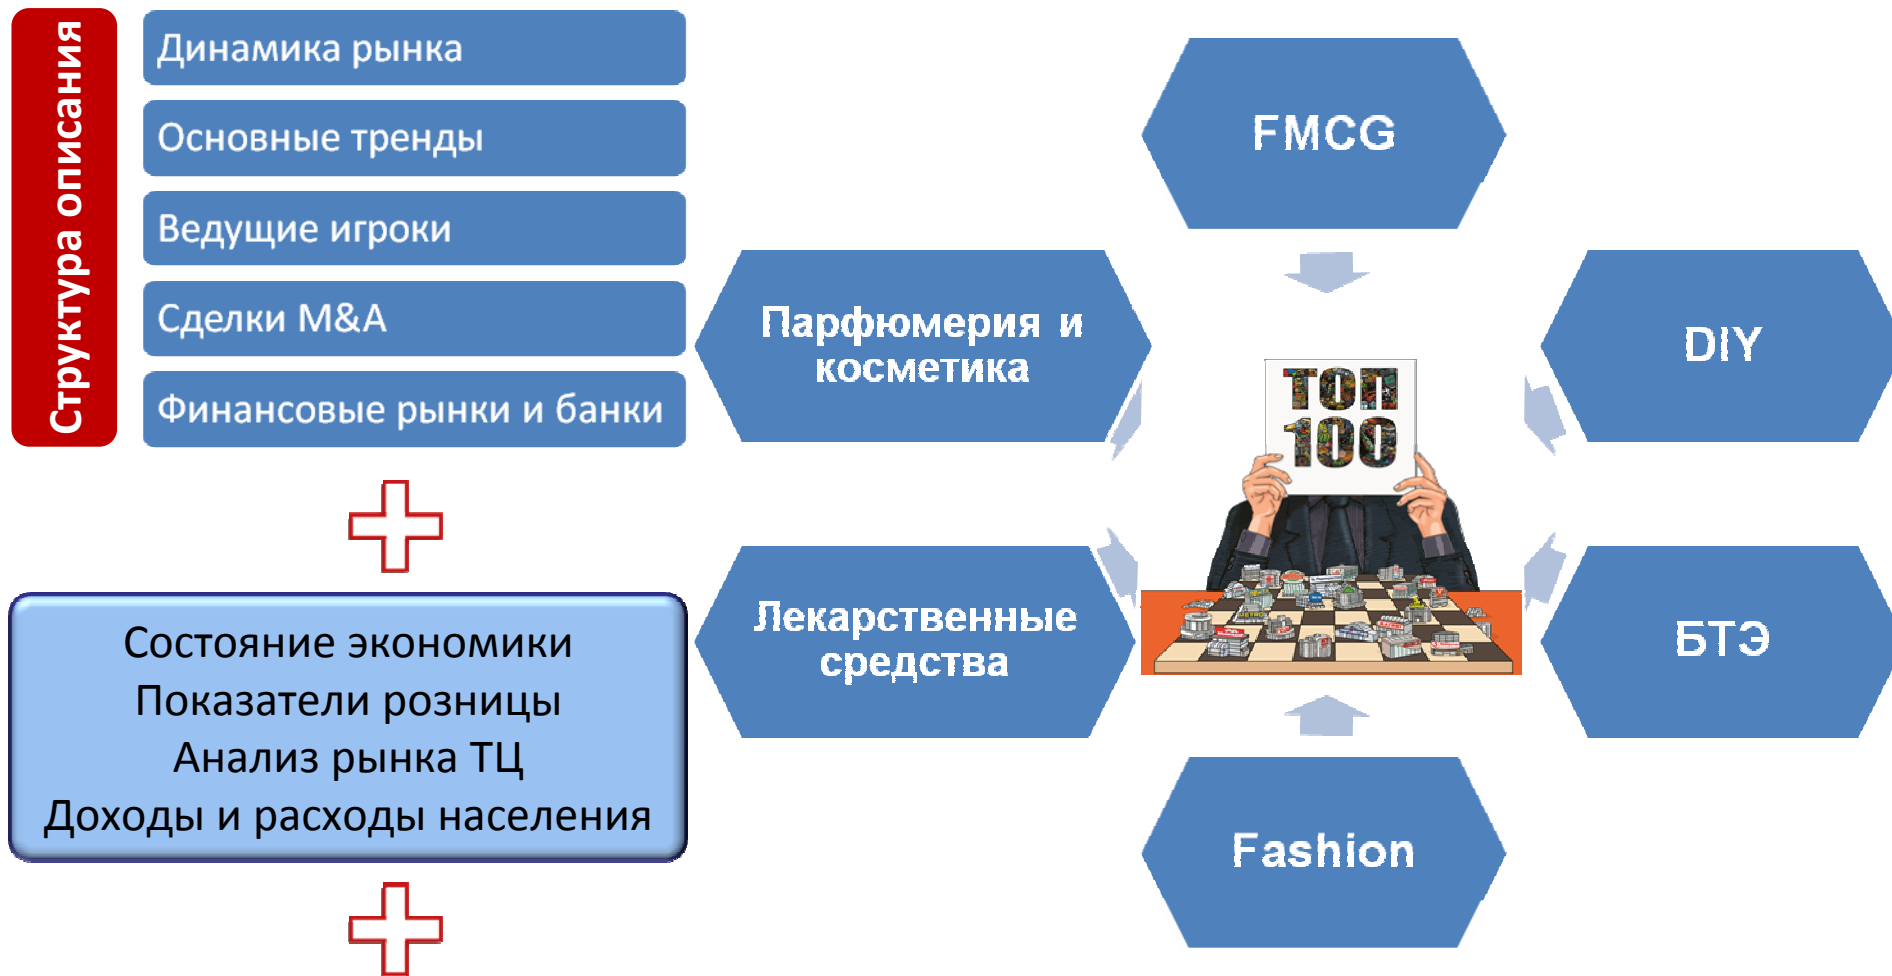 Структура описания
Динамика рынка
Основные тренды
Ведущие игроки
Сделки M&A
Финансовые рынки и банки
Состояние экономики
Показатели розницы
Анализ рынка ТЦ
Доходы и расходы населения
FMCG
Парфюмерия и
косметика
DIY
ТОП
100
Лекарственные
средства
БТЭ
Fashion